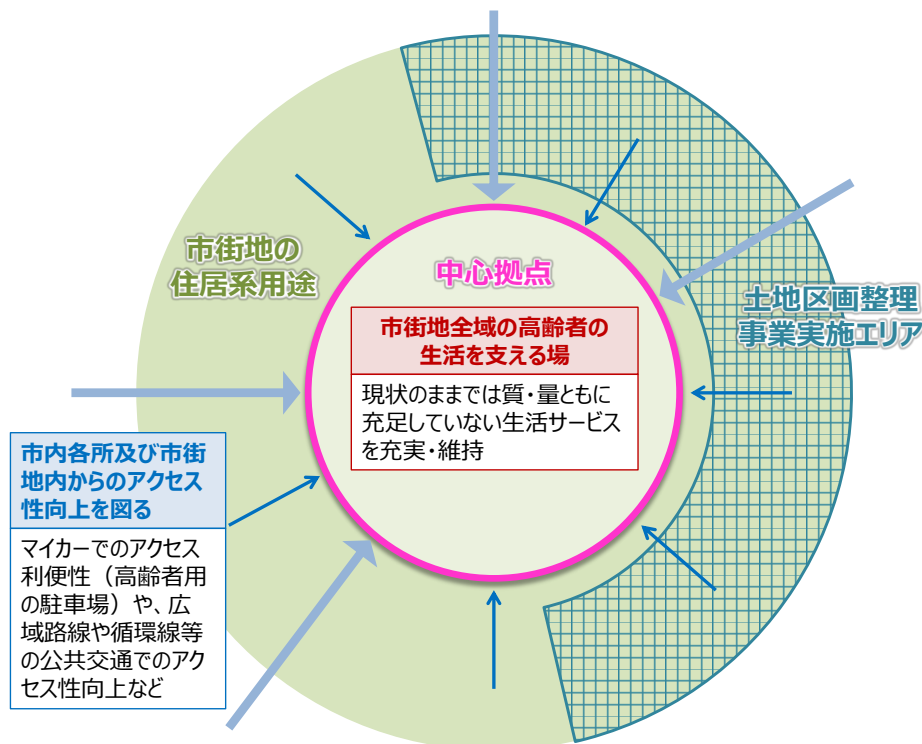 市街地の
住居系用途
中心拠点
市街地全域の高齢者の
生活を支える場
現状のままでは質・量ともに
充足していない生活サービス
を充実・維持
土地区画整理
事業実施エリア
市内各所及び市街
地内からのアクセス
性向上を図る
マイカーでのアクセス
利便性（高齢者用
の駐車場）や、広
域路線や循環線等
の公共交通でのアク
セス性向上など